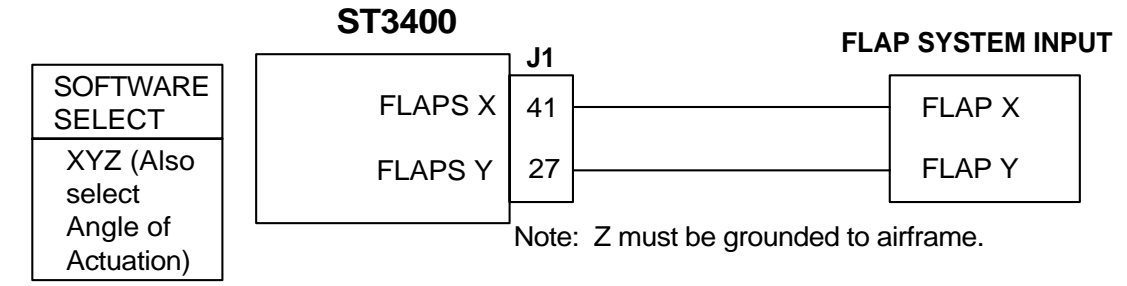 ST3400
J1
FLAP SYSTEM INPUT
SOFTWARE
SELECT
XYZ (Also
select
Angle of
Actuation)
FLAPS X 41
FLAPS Y 27
FLAP X
FLAP Y
Note: Z must be grounded to airframe.